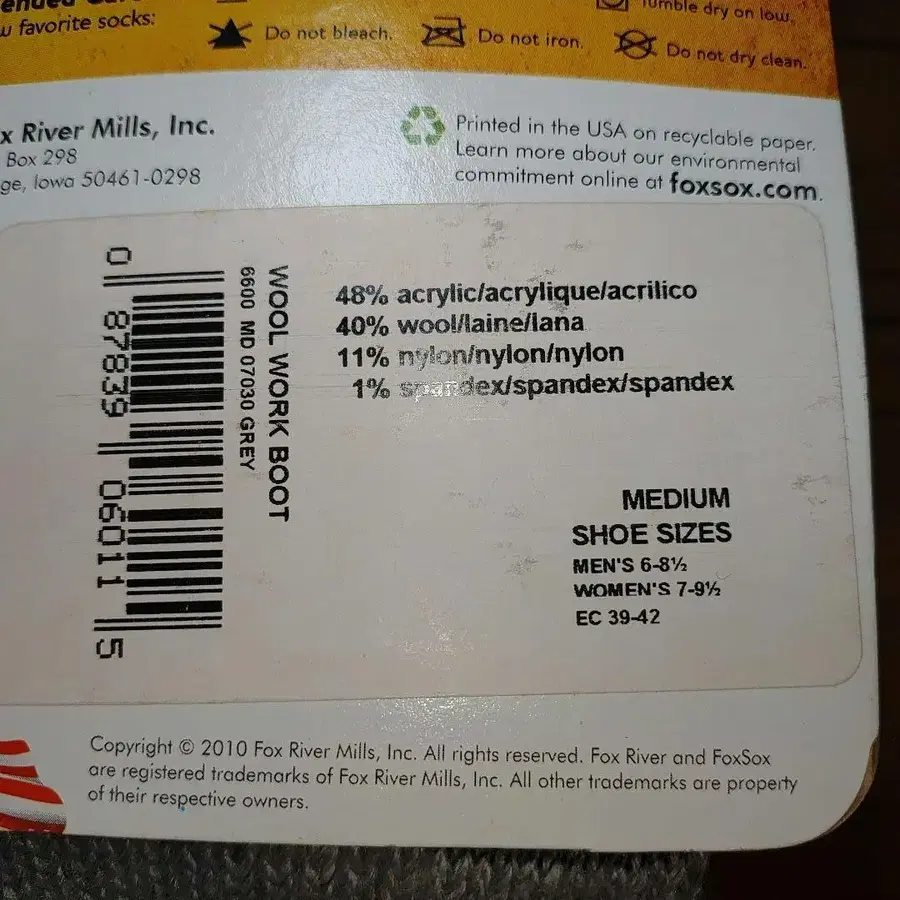 w favorite socks:
Do not bleach.
Do not iron.
Tumble dry on low.
Do not dry clean.
x River Mills, Inc.
Box 298
ge, Iowa 50461-0298
Printed in the USA on recyclable paper.
Learn more about our environmental
commitment online at foxsox.com.
0 87839 06011 5
6600 MD 07030 GREY
WOOL WORK BOOT
48% acrylic/acrylique/acrilico
40% wool/laine/lana
11% nylon/nylon/nylon
1% spandex/spandex/spandex
MEDIUM
SHOE SIZES
MEN'S 6-8½
WOMEN'S 7-9½
EC 39-42
Copyright © 2010 Fox River Mills, Inc. All rights reserved. Fox River and FoxSox
are registered trademarks of Fox River Mills, Inc. All other trademarks are property
of their respective owners.